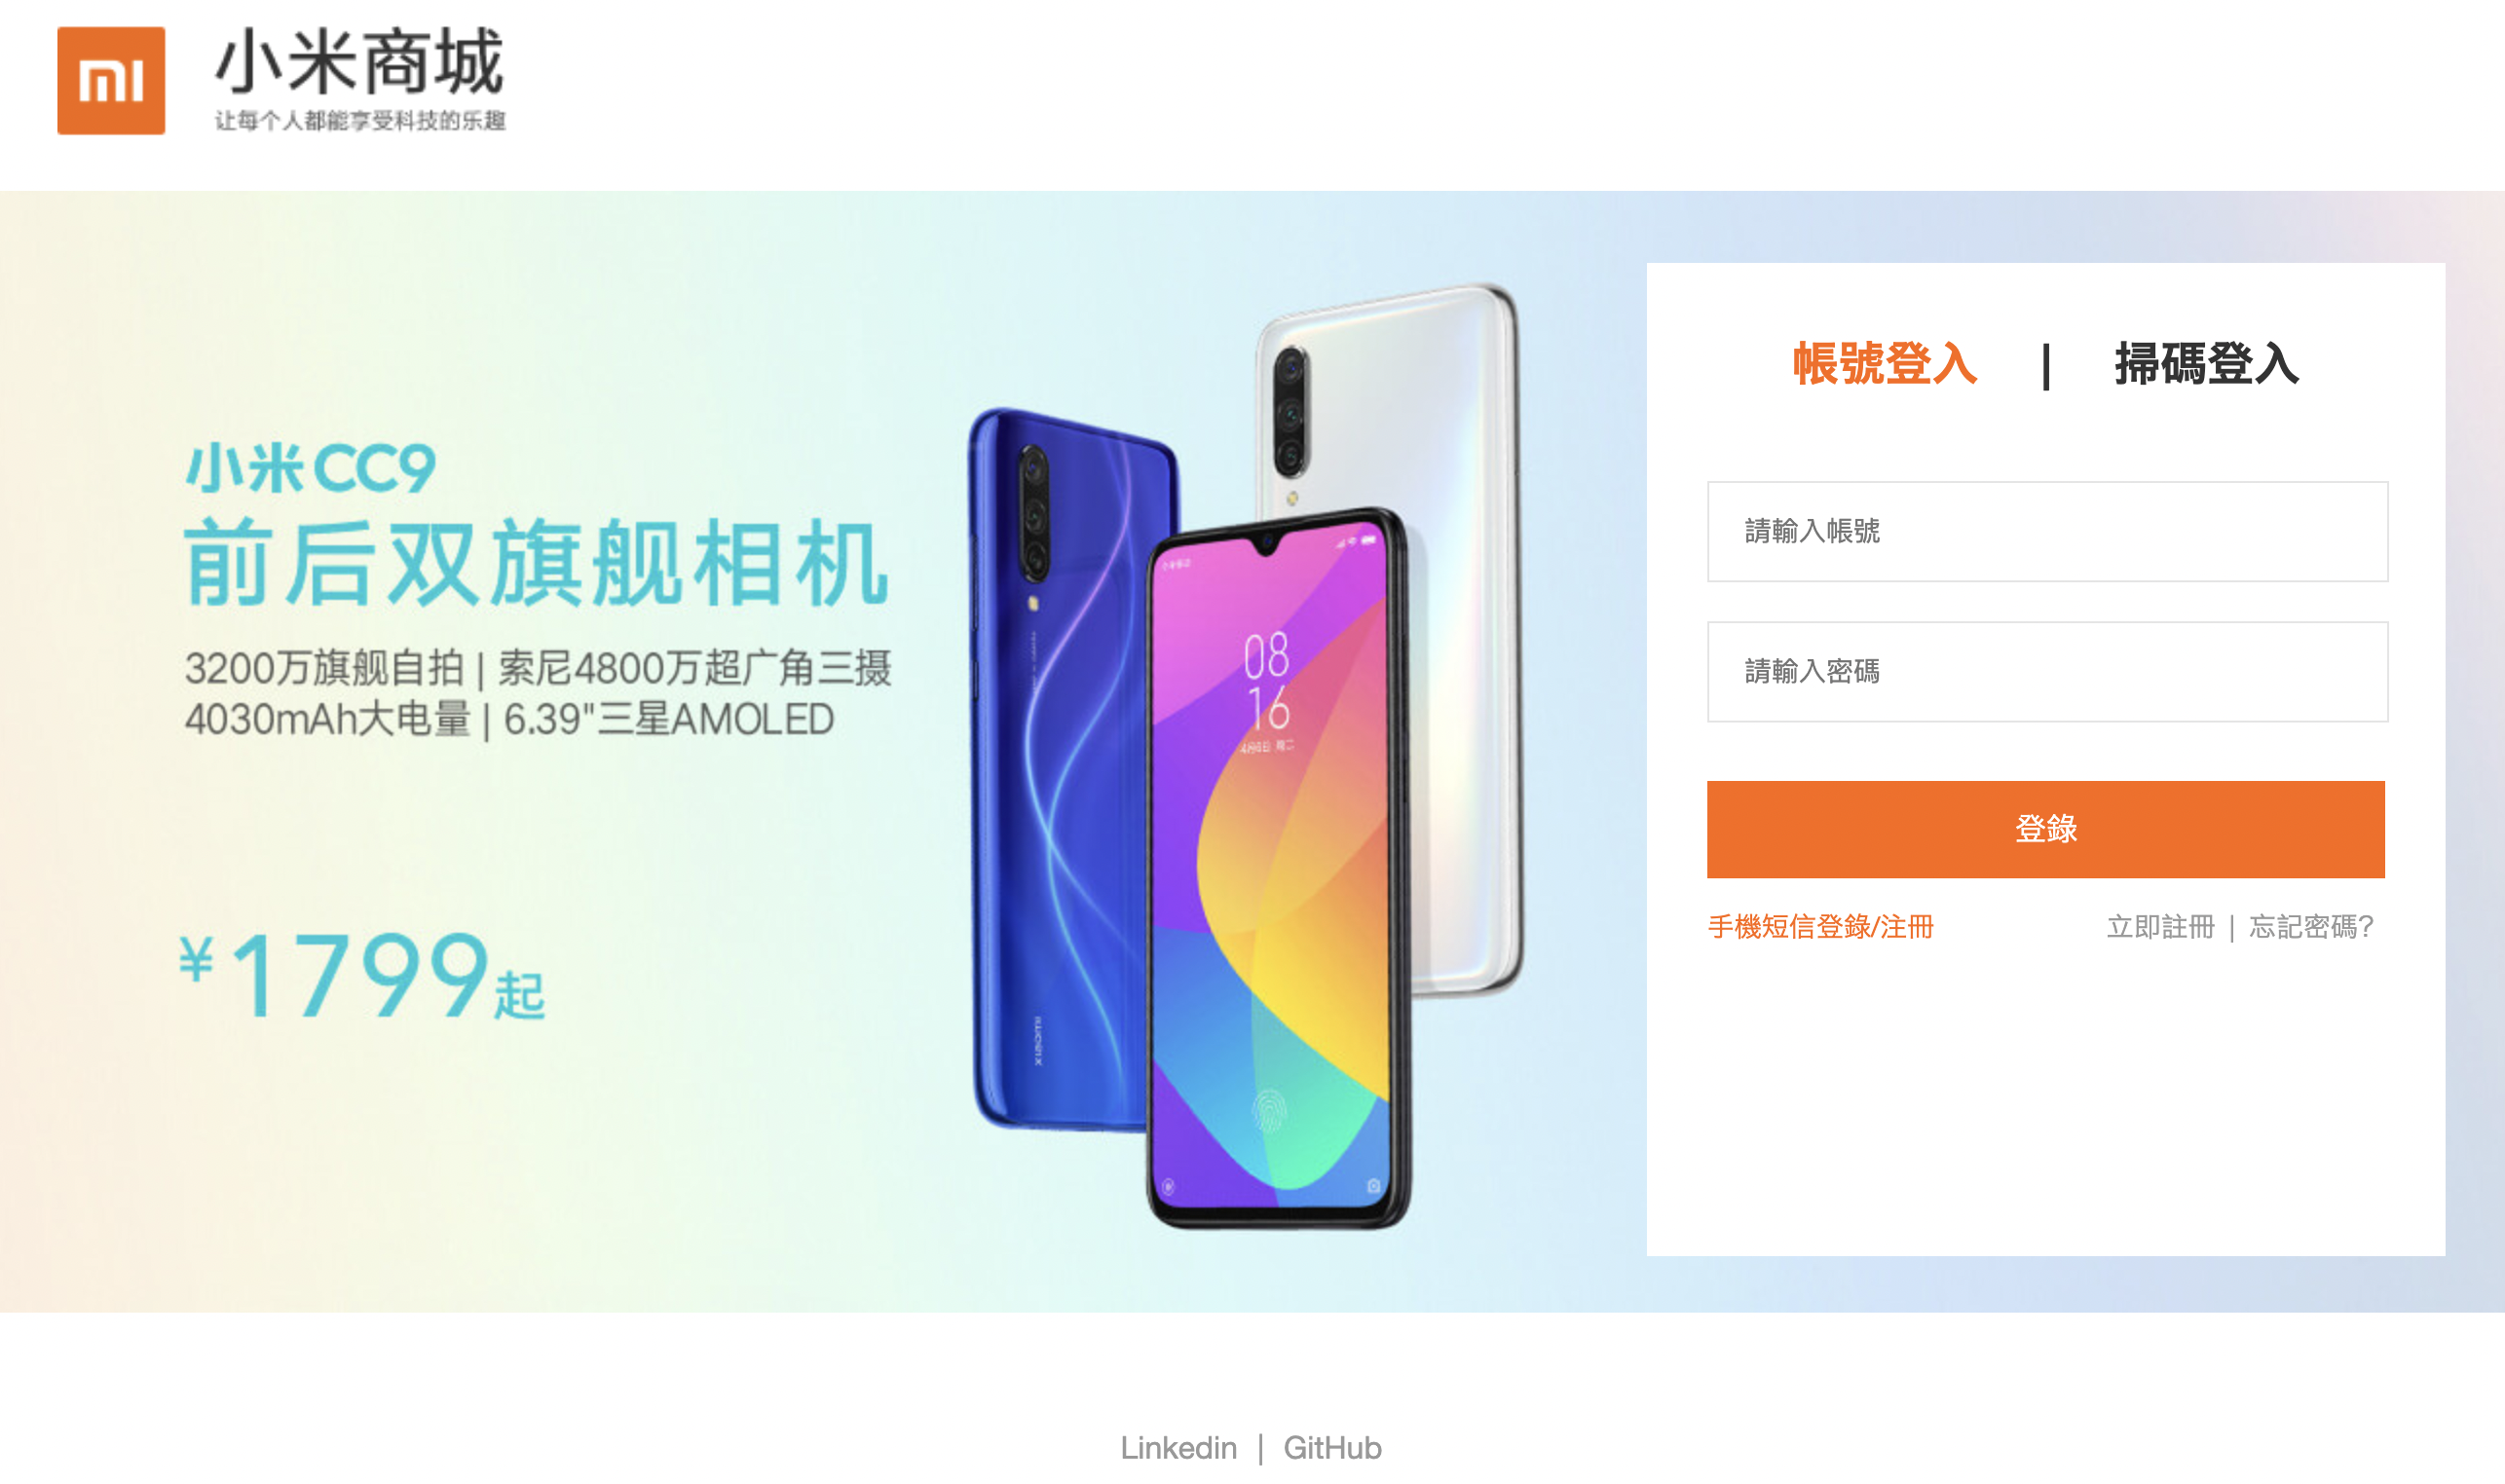 mi
小米商城
让每个人都能享受科技的乐趣
帳號登入 | 掃碼登入
小米CC9
前后双旗舰相机
3200万旗舰自拍 | 索尼4800万超广角三摄
4030mAh大电量 | 6.39"三星AMOLED
¥1799起
08
16
請輸入帳號
請輸入密碼
登錄
手機短信登錄/注冊
立即註冊 | 忘記密碼?
Linkedin | GitHub